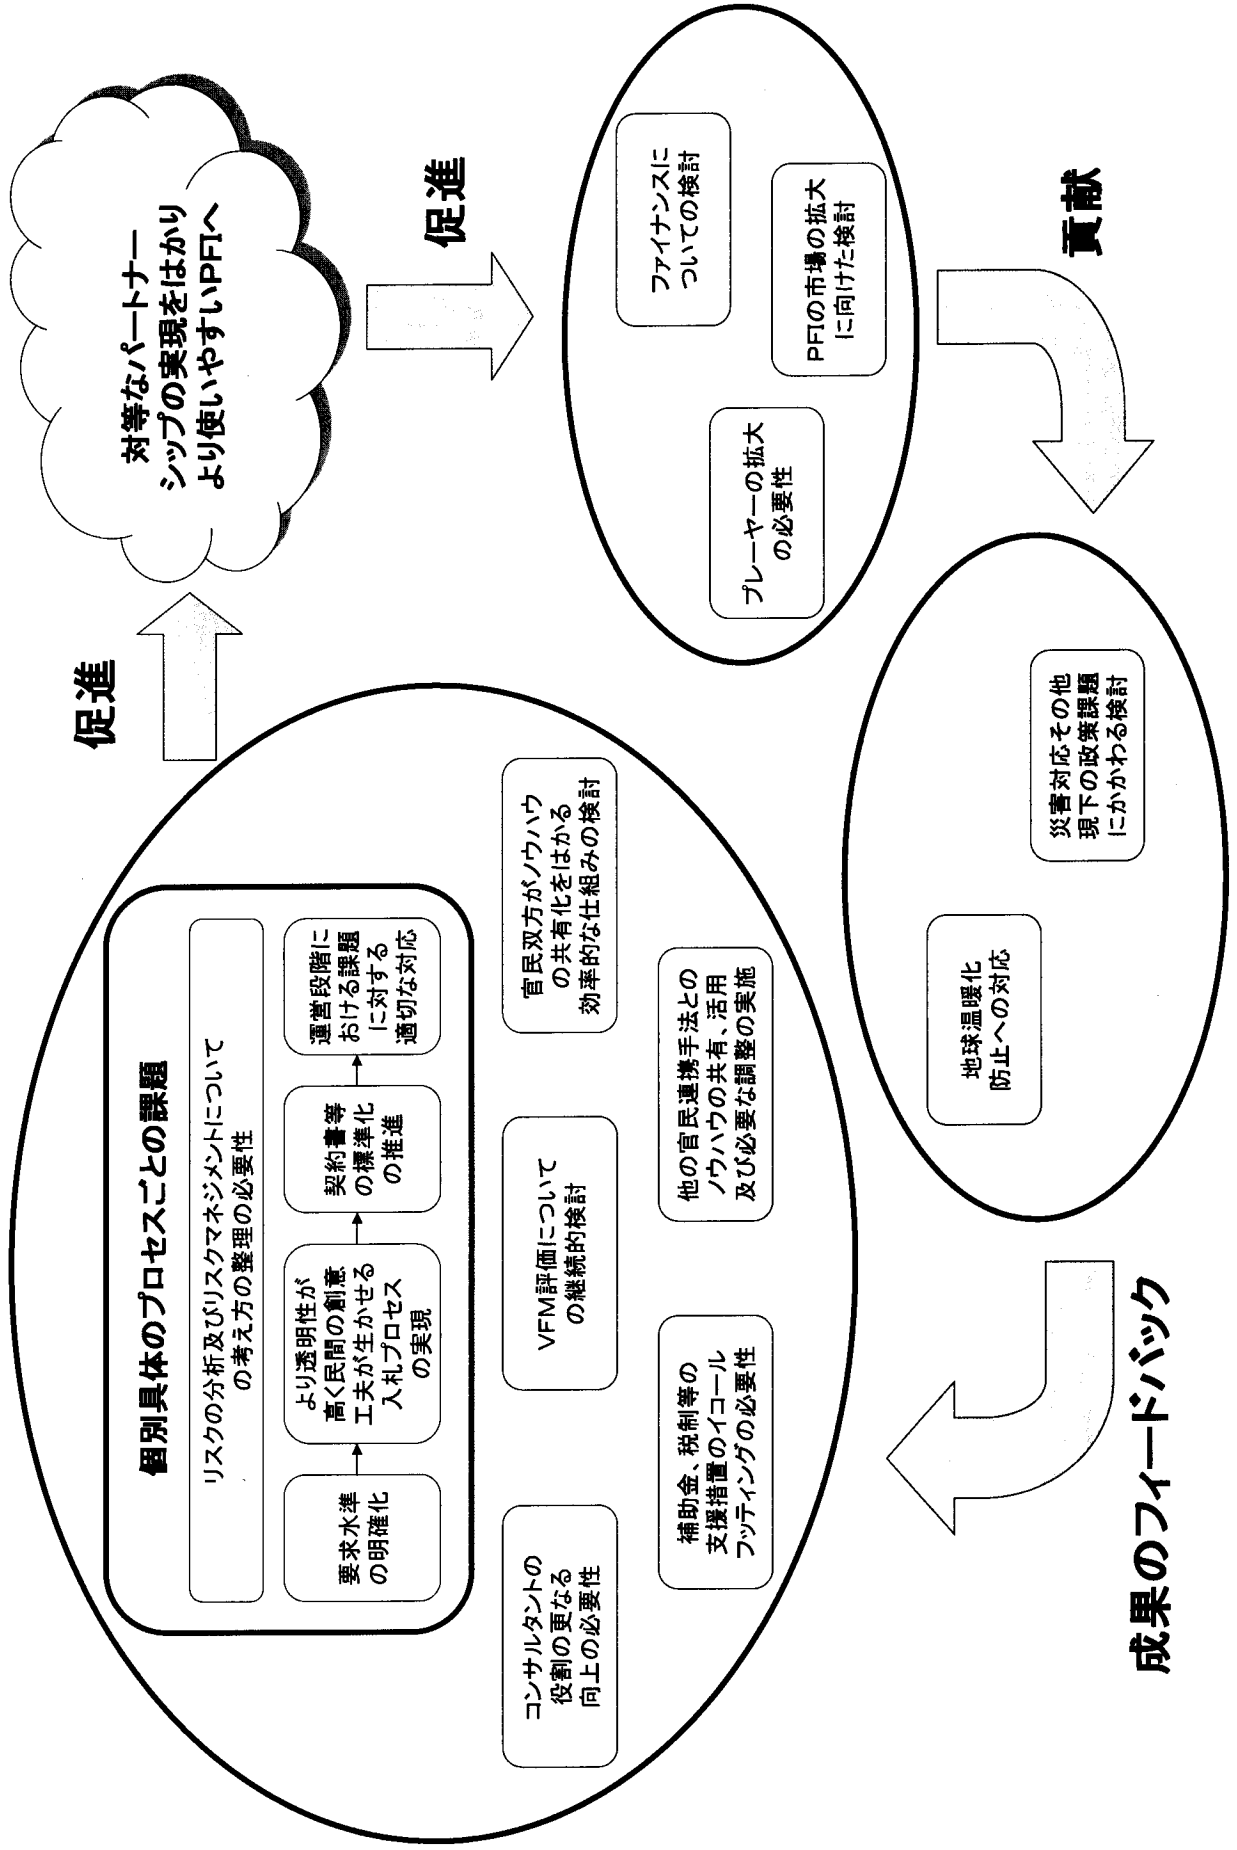 個別具体のプロセスごとの課題
リスクの分析及びリスクマネジメントについて
の考え方の整理の必要性
要求水準
の明確化
より透明性が
高く民間の創意
工夫が生かせる
入札プロセス
の実現
契約書等
の標準化
の推進
運営段階に
おける課題
に対する
適切な対応
コンサルタントの
役割の更なる
向上の必要性
VFM評価について
の継続的検討
官民双方がノウハウ
の共有化をはかる
効率的な仕組みの検討
補助金、税制等の
支援措置のイコール
フッティングの必要性
他の官民連携手法との
ノウハウの共有、活用
及び必要な調整の実施
促進
対等なパートナー
シップの実現をはかり
より使いやすいPFIへ
促進
ファイナンスに
ついての検討
プレーヤーの拡大
の必要性
PFIの市場の拡大
に向けた検討
貢献
地球温暖化
防止への対応
災害対応その他
現下の政策課題
にかかわる検討
成果のフィードバック